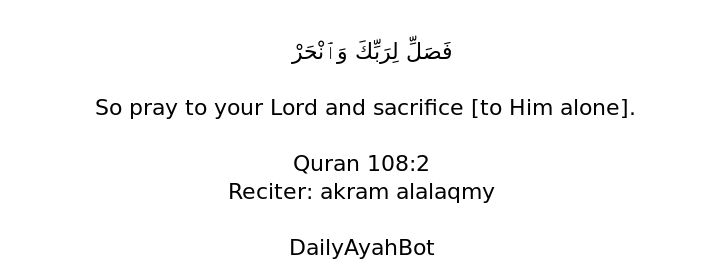 فَصَلِّ لِرَبِّكَ وَٱنْحَرْ
So pray to your Lord and sacrifice [to Him alone].
Quran 108:2
Reciter: akram alalaqmy
DailyAyahBot